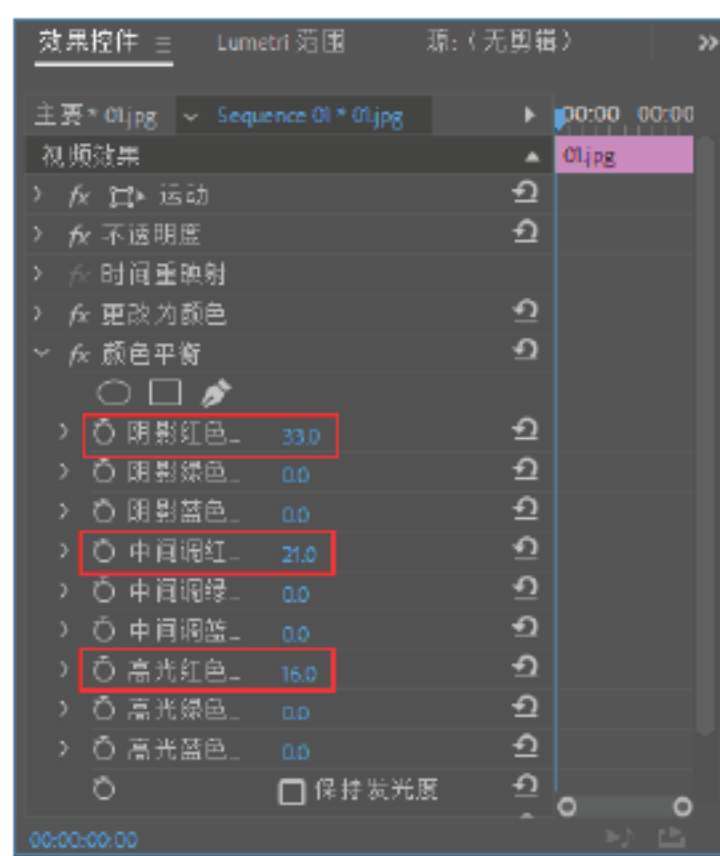 效果控件 ≡ Lumetri 范围 源:（无剪辑） »
主要 * 01.jpg Sequence 01 * 01.jpg 00:00 00:00
视频效果 01.jpg
fx 运动
fx 不透明度
fx 时间重映射
fx 更改为颜色
fx 颜色平衡
阴影红色... 33.0
阴影绿色... 0.0
阴影蓝色... 0.0
中间调红... 21.0
中间调绿... 0.0
中间调蓝... 0.0
高光红色... 16.0
高光绿色... 0.0
高光蓝色... 0.0
保持发光度
00:00:00:00